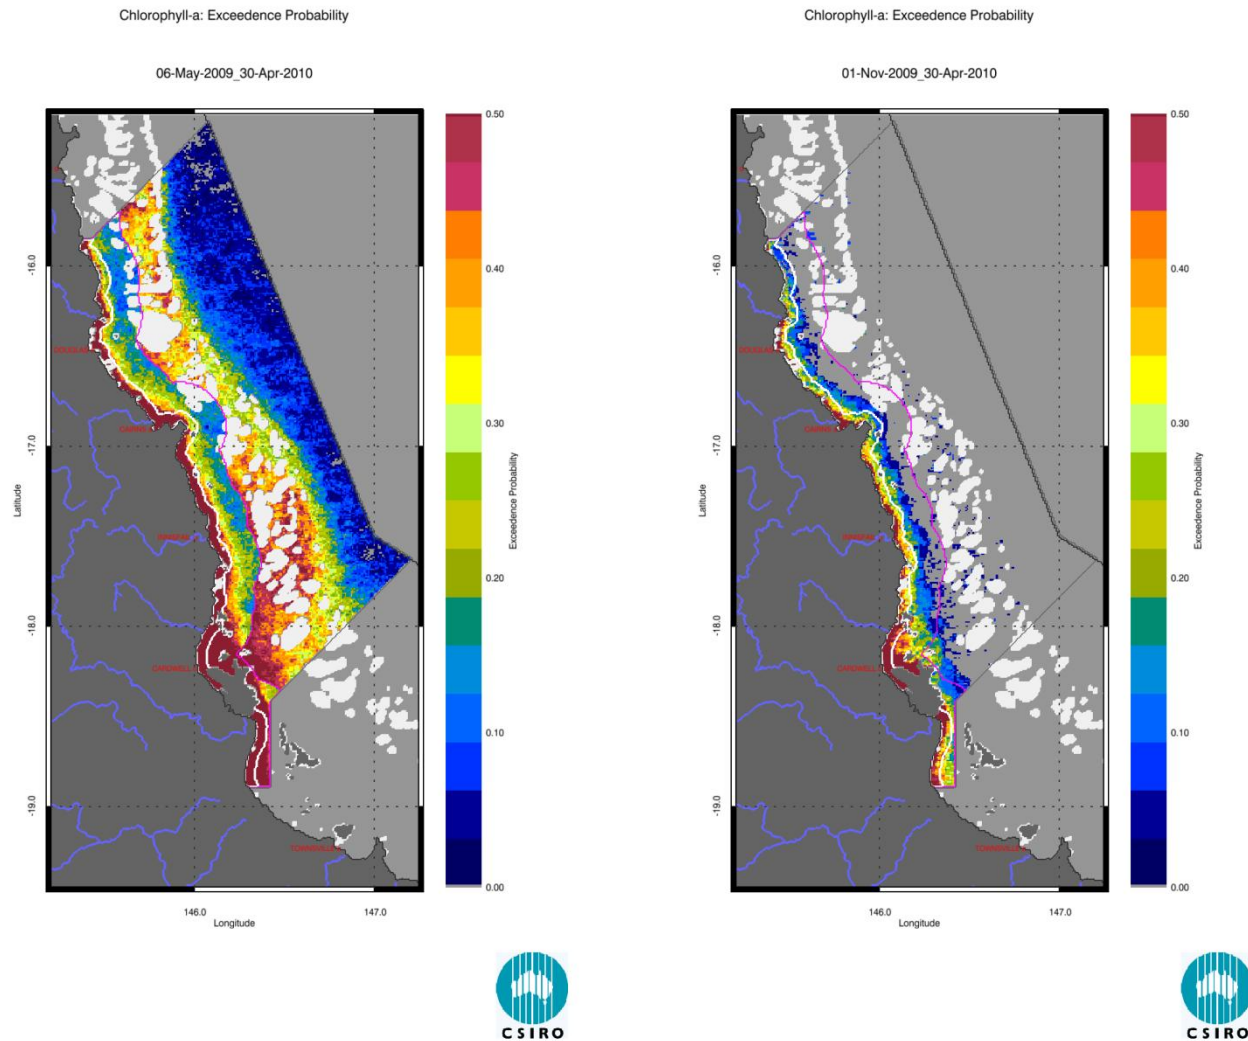 Chlorophyll-a: Exceedence Probability
06-May-2009_30-Apr-2010
0.50
0.40
0.30
0.20
0.10
0.00
Exceedence Probability
-16.0
-17.0
-18.0
-19.0
Latitude
CARDWELL
146.0
147.0
Longitude
CSIRO
Chlorophyll-a: Exceedence Probability
01-Nov-2009_30-Apr-2010
0.50
0.40
0.30
0.20
0.10
0.00
Exceedence Probability
-16.0
-17.0
-18.0
-19.0
Latitude
CARDWELL
146.0
147.0
Longitude
CSIRO